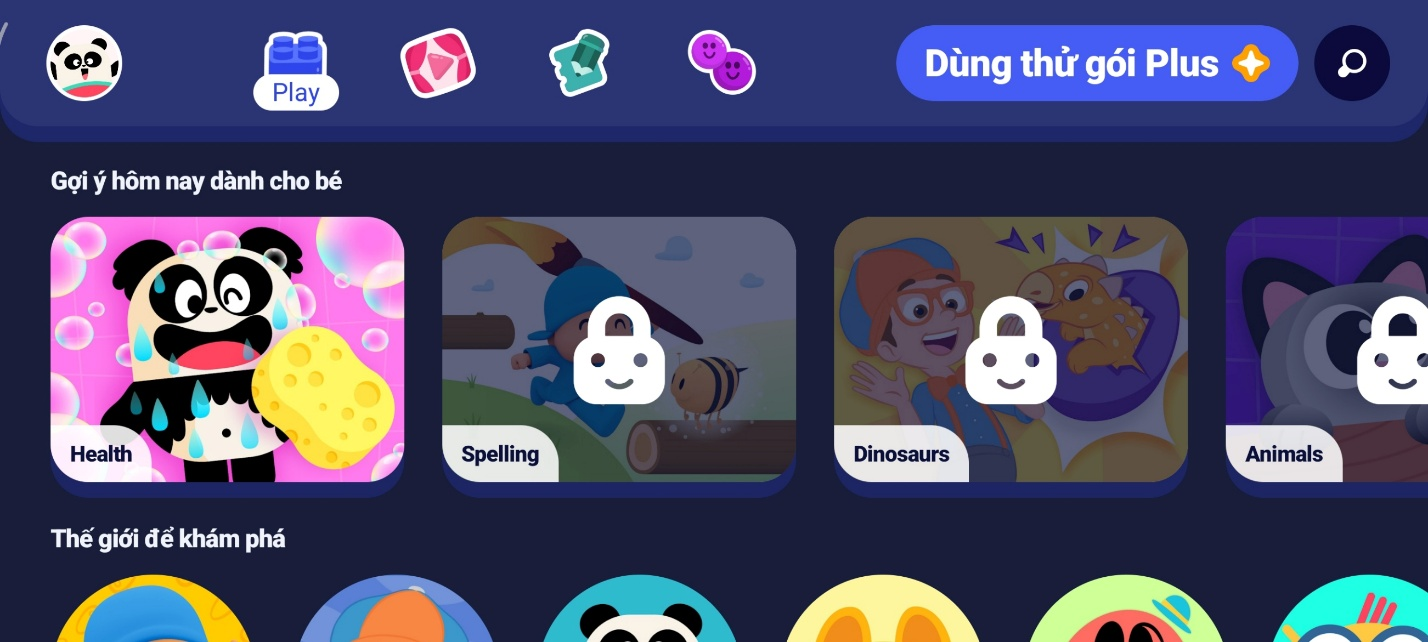 Play
Dùng thử gói Plus
Gợi ý hôm nay dành cho bé
Health
Spelling
Dinosaurs
Animals
Thế giới để khám phá